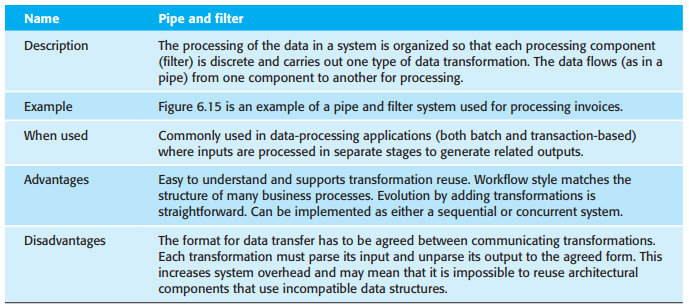 Name Pipe and filter
Description The processing of the data in a system is organized so that each processing component
(filter) is discrete and carries out one type of data transformation. The data flows (as in a
pipe) from one component to another for processing.
Example Figure 6.15 is an example of a pipe and filter system used for processing invoices.
When used Commonly used in data-processing applications (both batch and transaction-based)
where inputs are processed in separate stages to generate related outputs.
Advantages Easy to understand and supports transformation reuse. Workflow style matches the
structure of many business processes. Evolution by adding transformations is
straightforward. Can be implemented as either a sequential or concurrent system.
Disadvantages The format for data transfer has to be agreed between communicating transformations.
Each transformation must parse its input and unparse its output to the agreed form. This
increases system overhead and may mean that it is impossible to reuse architectural
components that use incompatible data structures.